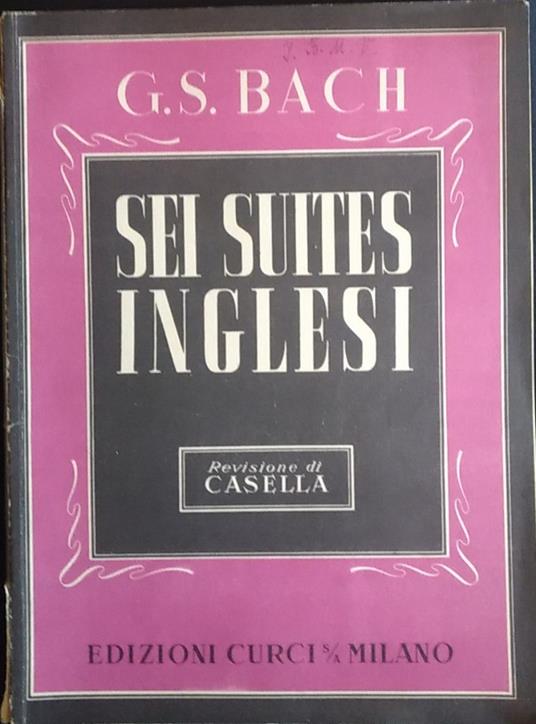 G.S. BACH
SEI SUITES
INGLESI
Revisione di
CASELLA
EDIZIONI CURCI S/A MILANO